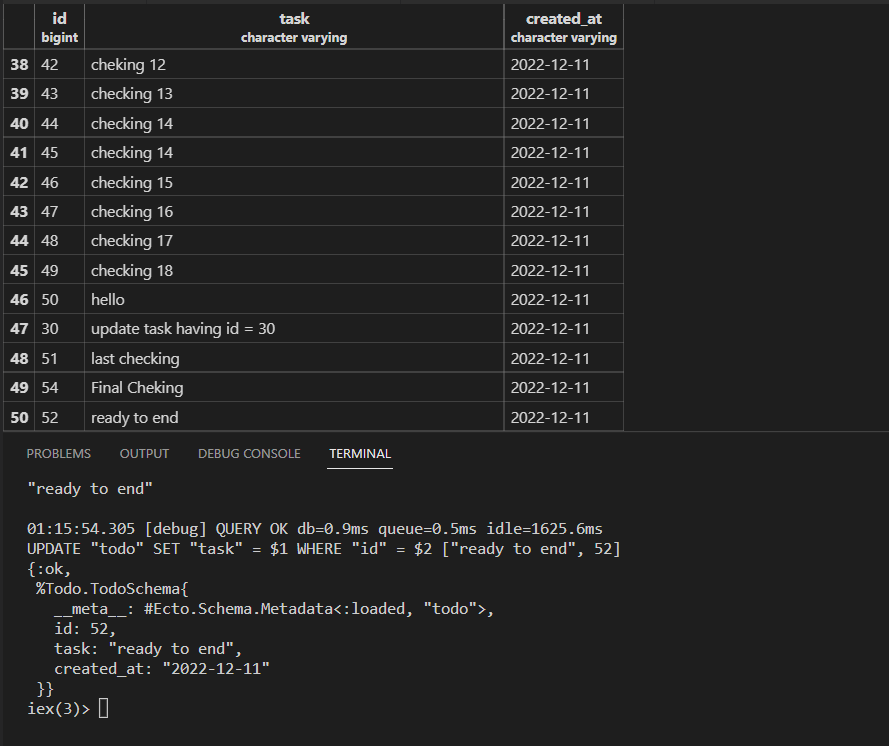 id task created_at
bigint character varying character varying
38 42 cheking 12 2022-12-11
39 43 checking 13 2022-12-11
40 44 checking 14 2022-12-11
41 45 checking 14 2022-12-11
42 46 checking 15 2022-12-11
43 47 checking 16 2022-12-11
44 48 checking 17 2022-12-11
45 49 checking 18 2022-12-11
46 50 hello 2022-12-11
47 30 update task having id = 30 2022-12-11
48 51 last checking 2022-12-11
49 54 Final Cheking 2022-12-11
50 52 ready to end 2022-12-11
PROBLEMS OUTPUT DEBUG CONSOLE TERMINAL
"ready to end"
01:15:54.305 [debug] QUERY OK db=0.9ms queue=0.5ms idle=1625.6ms
UPDATE "todo" SET "task" = $1 WHERE "id" = $2 ["ready to end", 52]
{:ok,
%Todo.TodoSchema{
__meta__: #Ecto.Schema.Metadata<:loaded, "todo">,
id: 52,
task: "ready to end",
created_at: "2022-12-11"
}}
iex(3)>